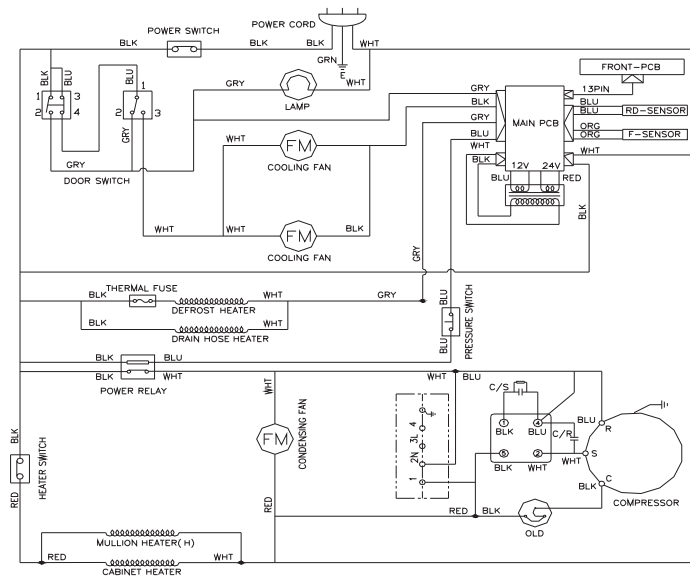 POWER CORD
POWER SWITCH
BLK BLK BLK WHT
GRN
E
FRONT-PCB
BLK BLU
GRY WHT
LAMP
GRY
13PIN
BLU
BLU RD-SENSOR
BLK
GRY
MAIN PCB
ORG
ORG F-SENSOR
BLU
WHT
BLK
WHT
1 3
2 4
1
2 3
GRY
GRY
DOOR SWITCH
WHT
FM
COOLING FAN
12V 24V
BLU RED
BLK
WHT WHT
FM
BLK
COOLING FAN
GRY
THERMAL FUSE
BLK WHT GRY
DEFROST HEATER
BLK WHT
DRAIN HOSE HEATER
BLU
BLU
PRESSURE SWITCH
BLK BLU
BLK WHT
POWER RELAY
WHT
WHT BLU
C/S
FM
CONDENSING FAN
4
3L
2N
1
1 4
BLK BLU
C/R
5 2
BLK WHT
WHT
BLU
R
S
C
BLK
COMPRESSOR
BLK
HEATER SWITCH
RED
RED
RED BLK
OLD
MULLION HEATER(H)
RED WHT
CABINET HEATER